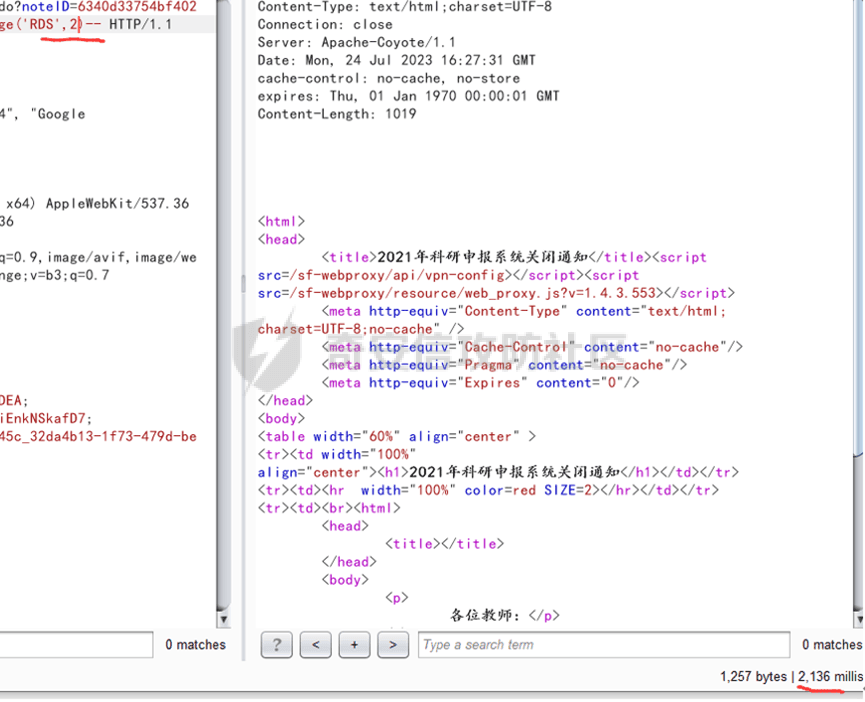 do?noteID=6340d33754bf402
ge('RDS',2)-- HTTP/1.1
4", "Google
x64) AppleWebKit/537.36
36
q=0.9,image/avif,image/we
nge;v=b3;q=0.7
DEA;
iEnkNSkafD7;
45c_32da4b13-1f73-479d-be
0 matches
Content-Type: text/html;charset=UTF-8
Connection: close
Server: Apache-Coyote/1.1
Date: Mon, 24 Jul 2023 16:27:31 GMT
cache-control: no-cache, no-store
expires: Thu, 01 Jan 1970 00:00:01 GMT
Content-Length: 1019
<html>
<head>
<title>2021年科研申报系统关闭通知</title><script
src=/sf-webproxy/api/vpn-config></script><script
src=/sf-webproxy/resource/web_proxy.js?v=1.4.3.553></script>
<meta http-equiv="Content-Type" content="text/html;
charset=UTF-8;no-cache" />
<meta http-equiv="Cache-Control" content="no-cache"/>
<meta http-equiv="Pragma" content="no-cache"/>
<meta http-equiv="Expires" content="0"/>
</head>
<body>
<table width="60%" align="center" >
<tr><td width="100%"
align="center"><h1>2021年科研申报系统关闭通知</h1></td></tr>
<tr><td><hr width="100%" color=red SIZE=2></hr></td></tr>
<tr><td><br><html>
<head>
<title></title>
</head>
<body>
<p>
各位教师：</p>
? < + > Type a search term 0 matches
1,257 bytes | 2,136 millis
奇安信攻防社区